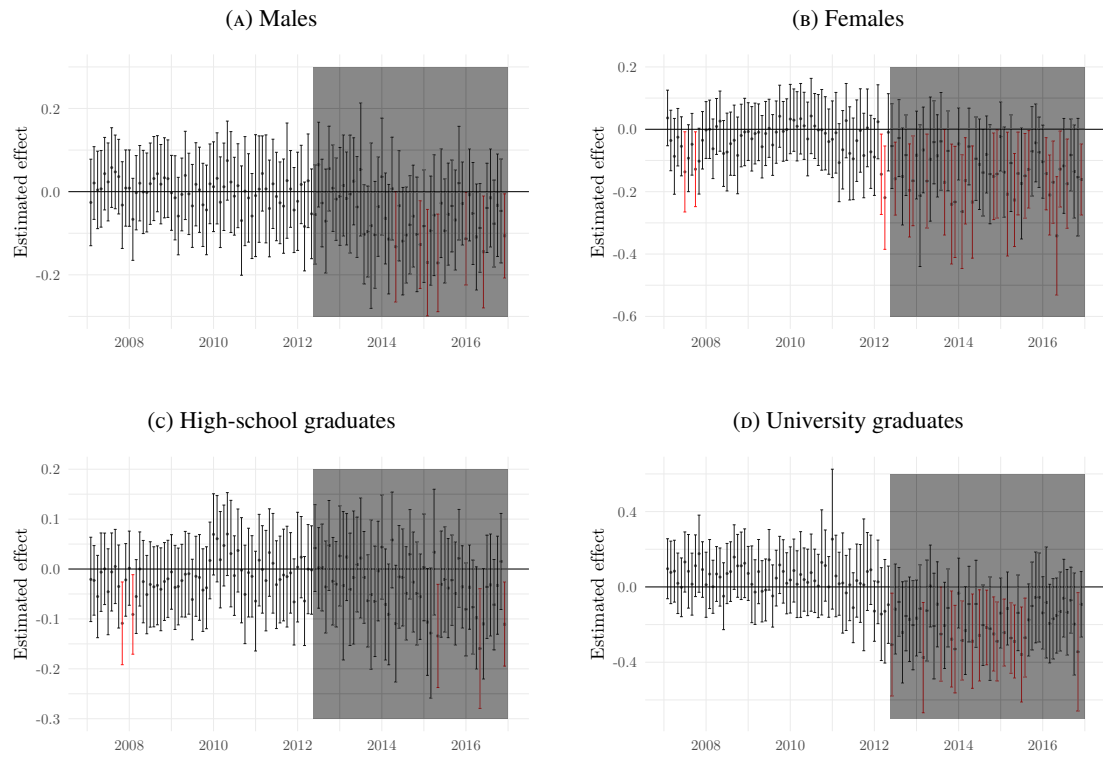 (A) Males
Estimated effect
0.2
0.0
-0.2
2008 2010 2012 2014 2016
(B) Females
Estimated effect
0.2
0.0
-0.2
-0.4
-0.6
2008 2010 2012 2014 2016
(C) High-school graduates
Estimated effect
0.2
0.1
0.0
-0.1
-0.2
-0.3
2008 2010 2012 2014 2016
(D) University graduates
Estimated effect
0.4
0.0
-0.4
2008 2010 2012 2014 2016